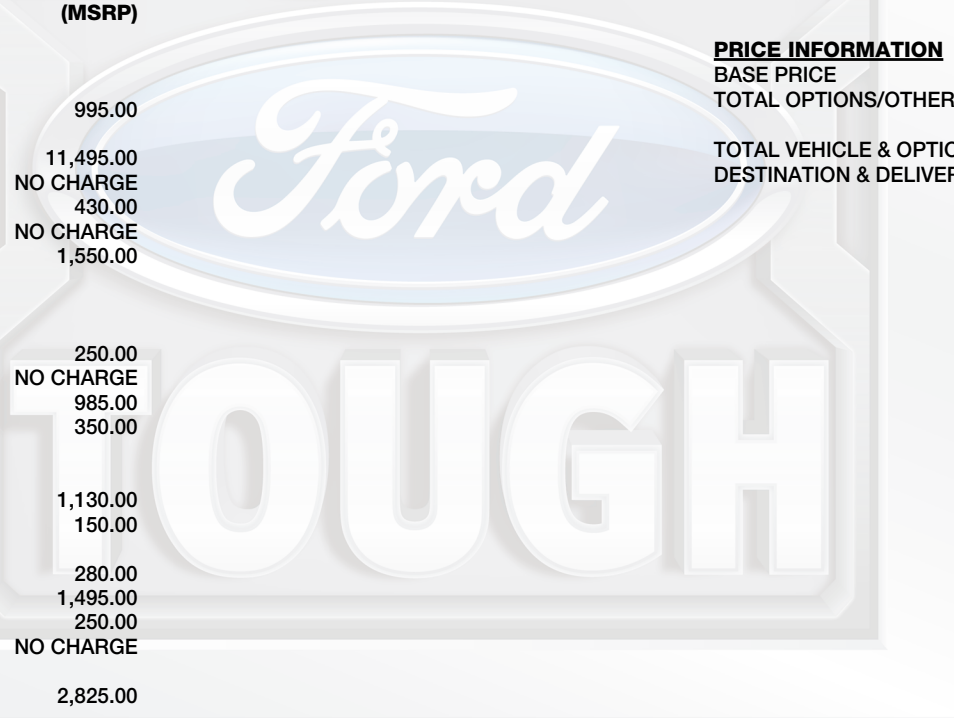 (MSRP)
995.00
11,495.00
NO CHARGE
430.00
NO CHARGE
1,550.00
250.00
NO CHARGE
985.00
350.00
1,130.00
150.00
280.00
1,495.00
250.00
NO CHARGE
2,825.00
PRICE INFORMATION
BASE PRICE
TOTAL OPTIONS/OTHER
TOTAL VEHICLE & OPTIO
DESTINATION & DELIVER
Ford
TOUGH